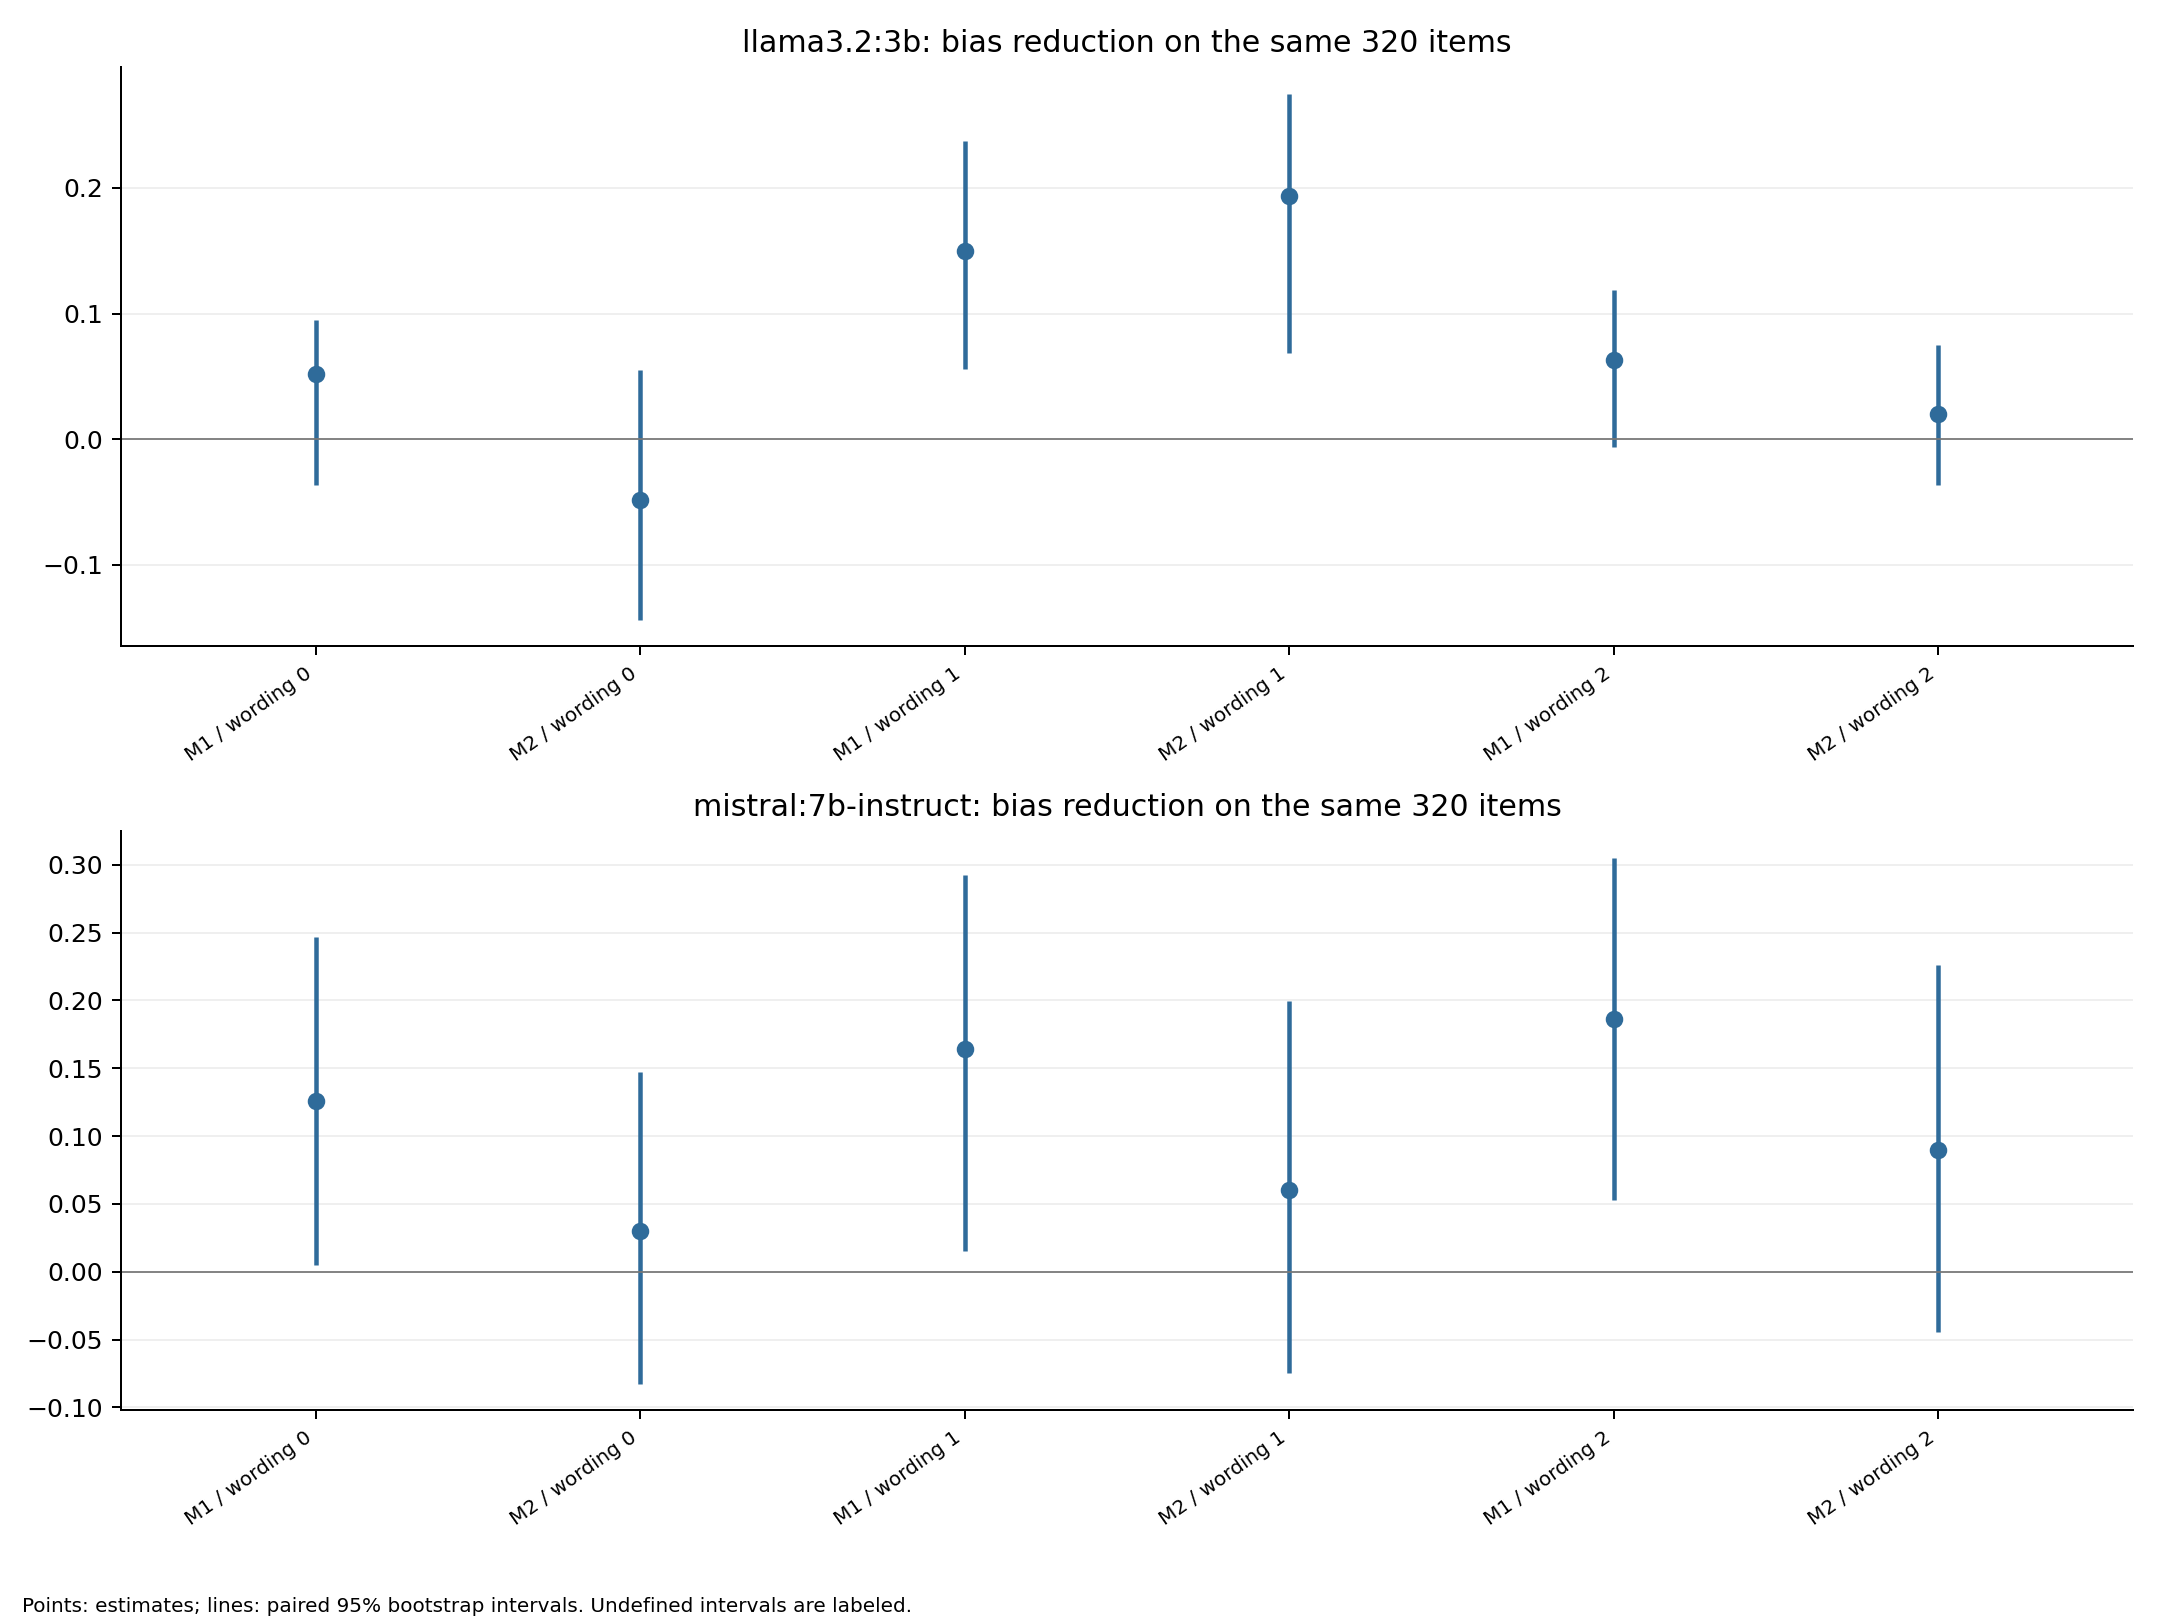 llama3.2:3b: bias reduction on the same 320 items
0.2
0.1
0.0
−0.1
M1 / wording 0
M2 / wording 0
M1 / wording 1
M2 / wording 1
M1 / wording 2
M2 / wording 2
mistral:7b-instruct: bias reduction on the same 320 items
0.30
0.25
0.20
0.15
0.10
0.05
0.00
−0.05
−0.10
M1 / wording 0
M2 / wording 0
M1 / wording 1
M2 / wording 1
M1 / wording 2
M2 / wording 2
Points: estimates; lines: paired 95% bootstrap intervals. Undefined intervals are labeled.